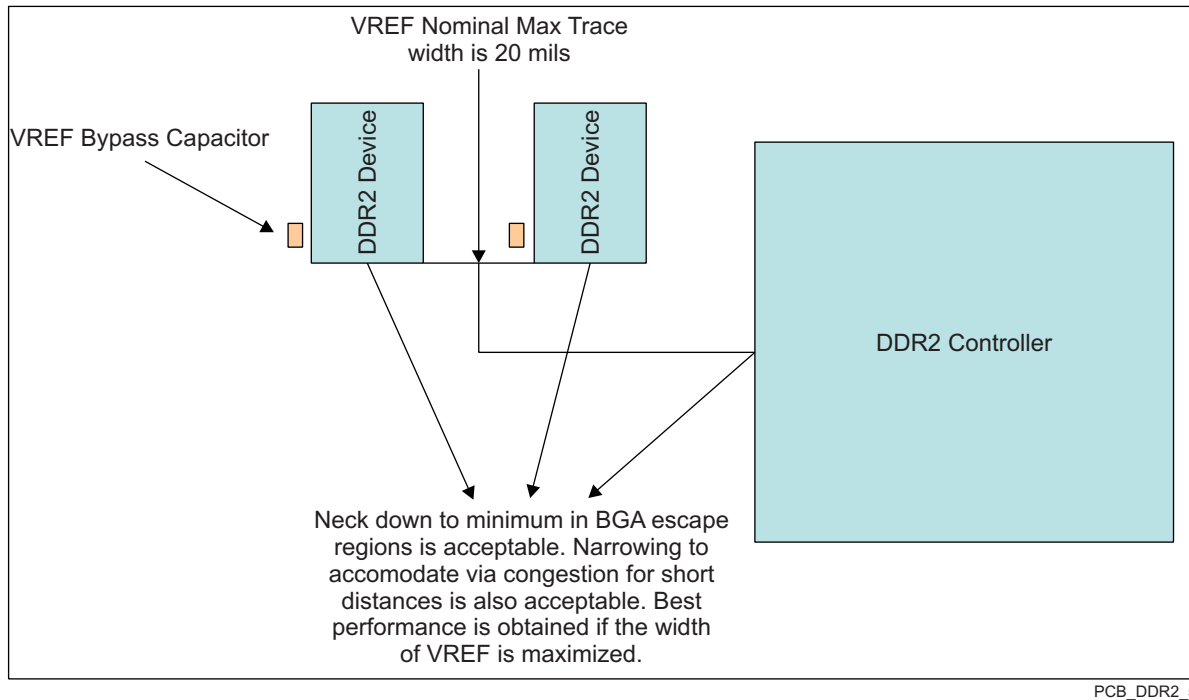 VREF Nominal Max Trace
width is 20 mils
VREF Bypass Capacitor
DDR2 Device
DDR2 Device
DDR2 Controller
Neck down to minimum in BGA escape
regions is acceptable. Narrowing to
accomodate via congestion for short
distances is also acceptable. Best
performance is obtained if the width
of VREF is maximized.
PCB_DDR2_